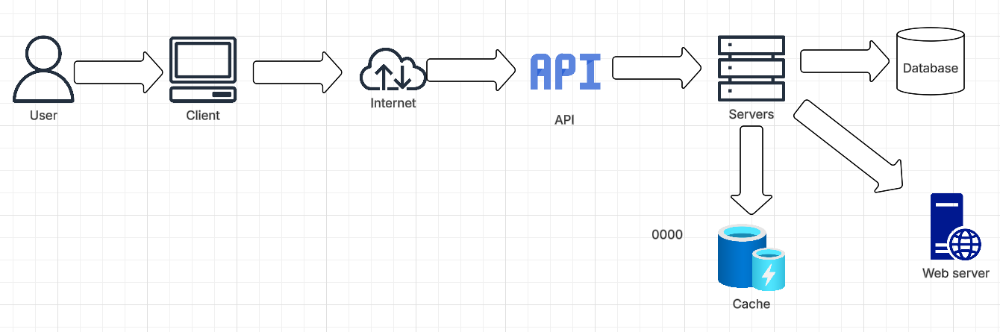 User
Client
Internet
API
API
Servers
Database
0000
Cache
Web server